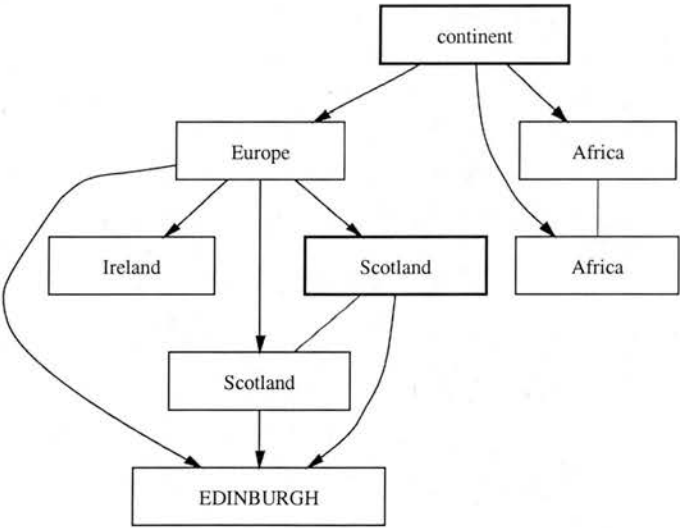 continent
Europe
Africa
Ireland
Scotland
Africa
Scotland
EDINBURGH